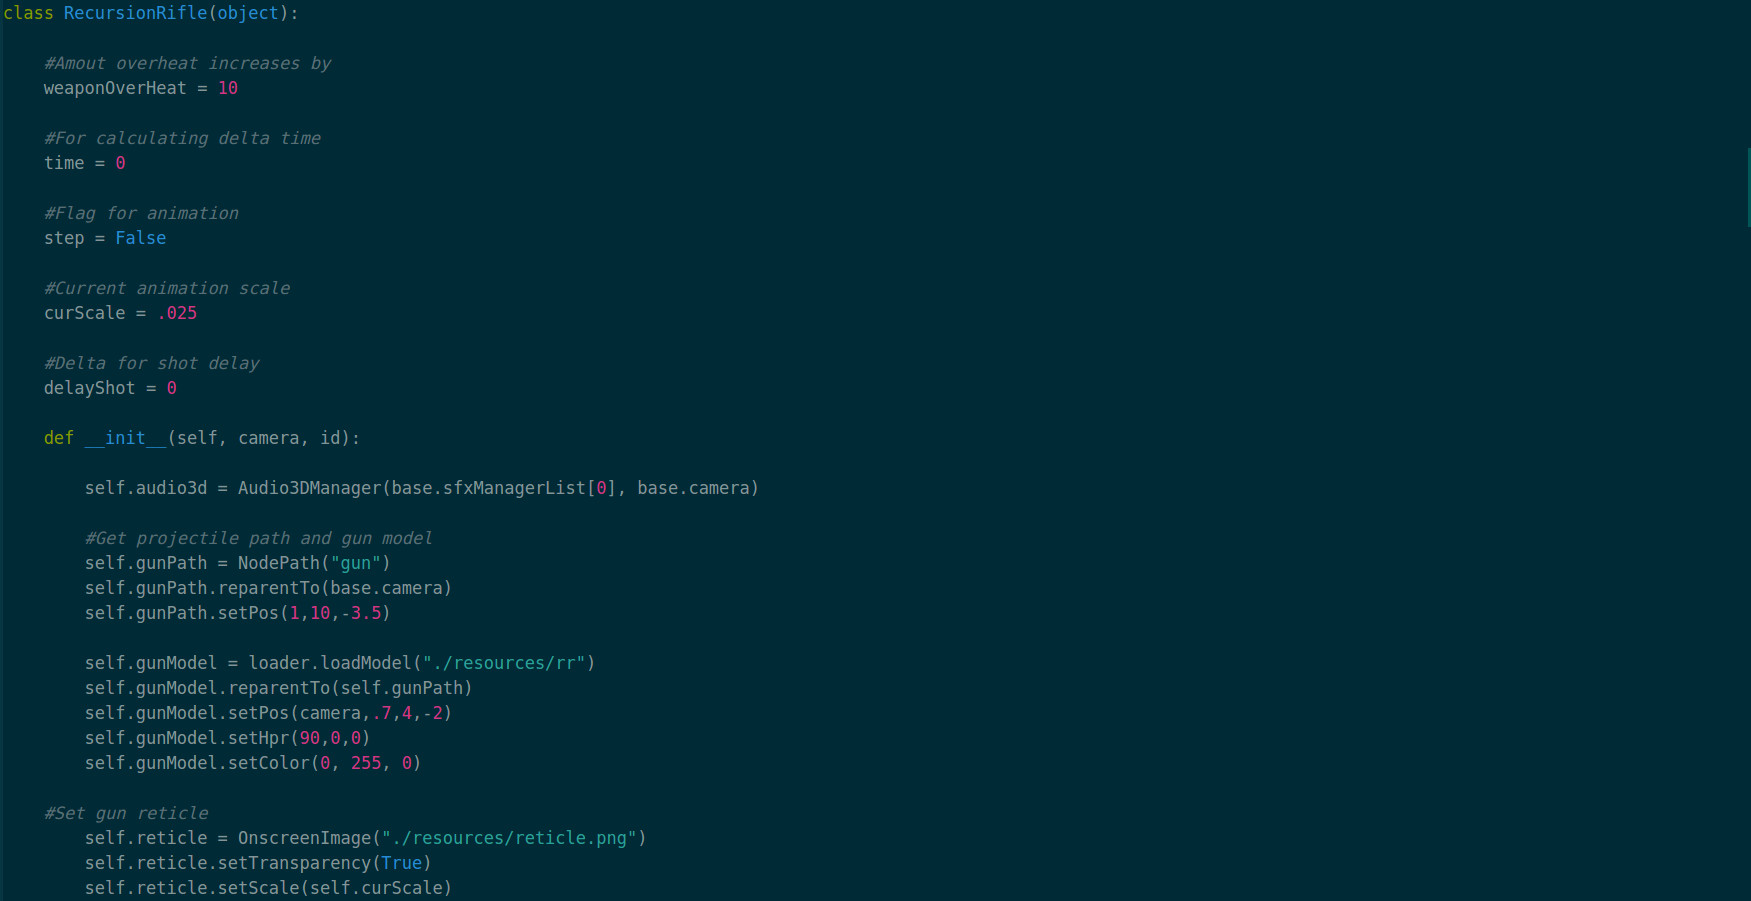 class RecursionRifle(object):
#Amout overheat increases by
weaponOverHeat = 10
#For calculating delta time
time = 0
#Flag for animation
step = False
#Current animation scale
curScale = .025
#Delta for shot delay
delayShot = 0
def __init__(self, camera, id):
self.audio3d = Audio3DManager(base.sfxManagerList[0], base.camera)
#Get projectile path and gun model
self.gunPath = NodePath("gun")
self.gunPath.reparentTo(base.camera)
self.gunPath.setPos(1,10,-3.5)
self.gunModel = loader.loadModel("./resources/rr")
self.gunModel.reparentTo(self.gunPath)
self.gunModel.setPos(camera,.7,4,-2)
self.gunModel.setHpr(90,0,0)
self.gunModel.setColor(0, 255, 0)
#Set gun reticle
self.reticle = OnscreenImage("./resources/reticle.png")
self.reticle.setTransparency(True)
self.reticle.setScale(self.curScale)